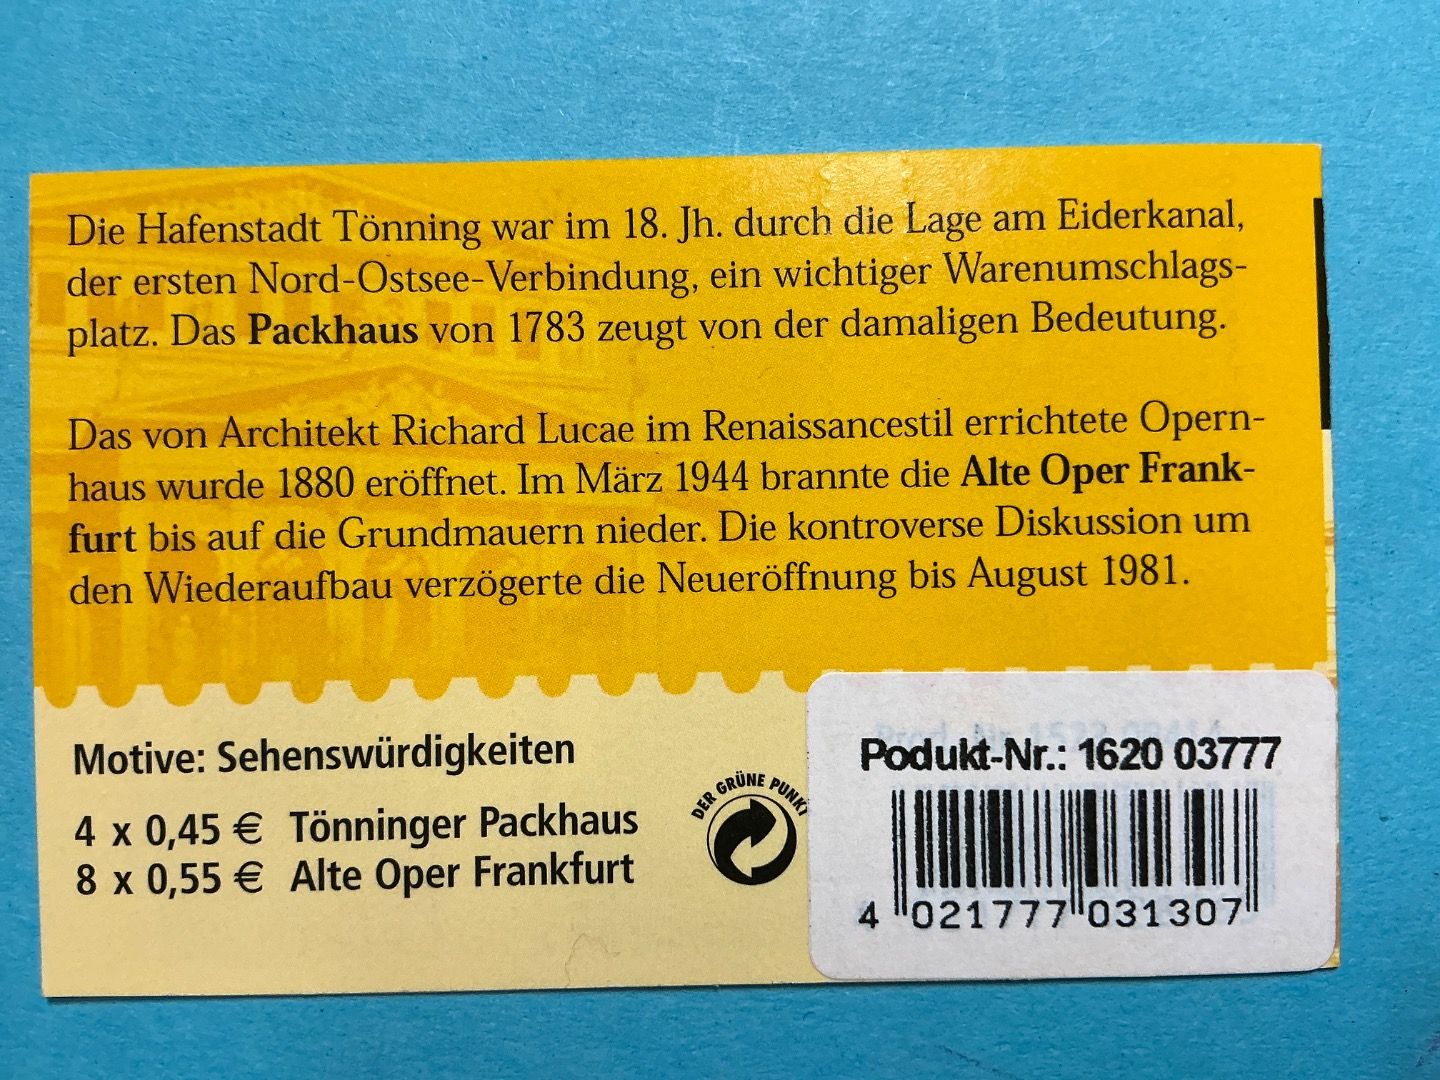 Die Hafenstadt Tönning war im 18. Jh. durch die Lage am Eiderkanal,
der ersten Nord-Ostsee-Verbindung, ein wichtiger Warenumschlags-
platz. Das Packhaus von 1783 zeugt von der damaligen Bedeutung.
Das von Architekt Richard Lucae im Renaissancestil errichtete Opern-
haus wurde 1880 eröffnet. Im März 1944 brannte die Alte Oper Frank-
furt bis auf die Grundmauern nieder. Die kontroverse Diskussion um
den Wiederaufbau verzögerte die Neueröffnung bis August 1981.
Motive: Sehenswürdigkeiten
4 x 0,45 € Tönninger Packhaus
8 x 0,55 € Alte Oper Frankfurt
DER GRÜNE PUNKT
Podukt-Nr.: 1620 03777
4 021777 031307